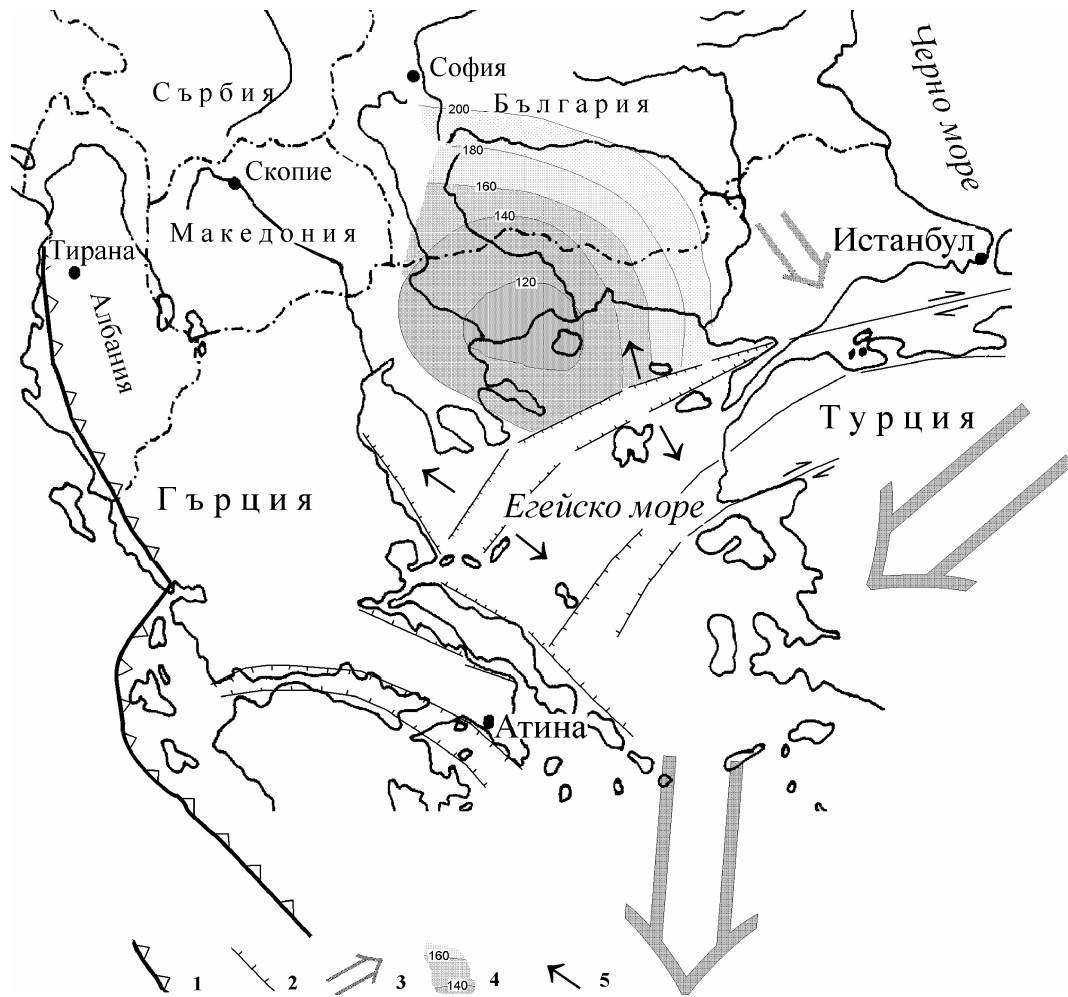 София
Сърбия
България
Черно море
200
180
160
140
120
Скопие
Македония
Тирана
Албания
Истанбул
Турция
Гърция
Егейско море
Атина
1
2
3
160
140
4
5